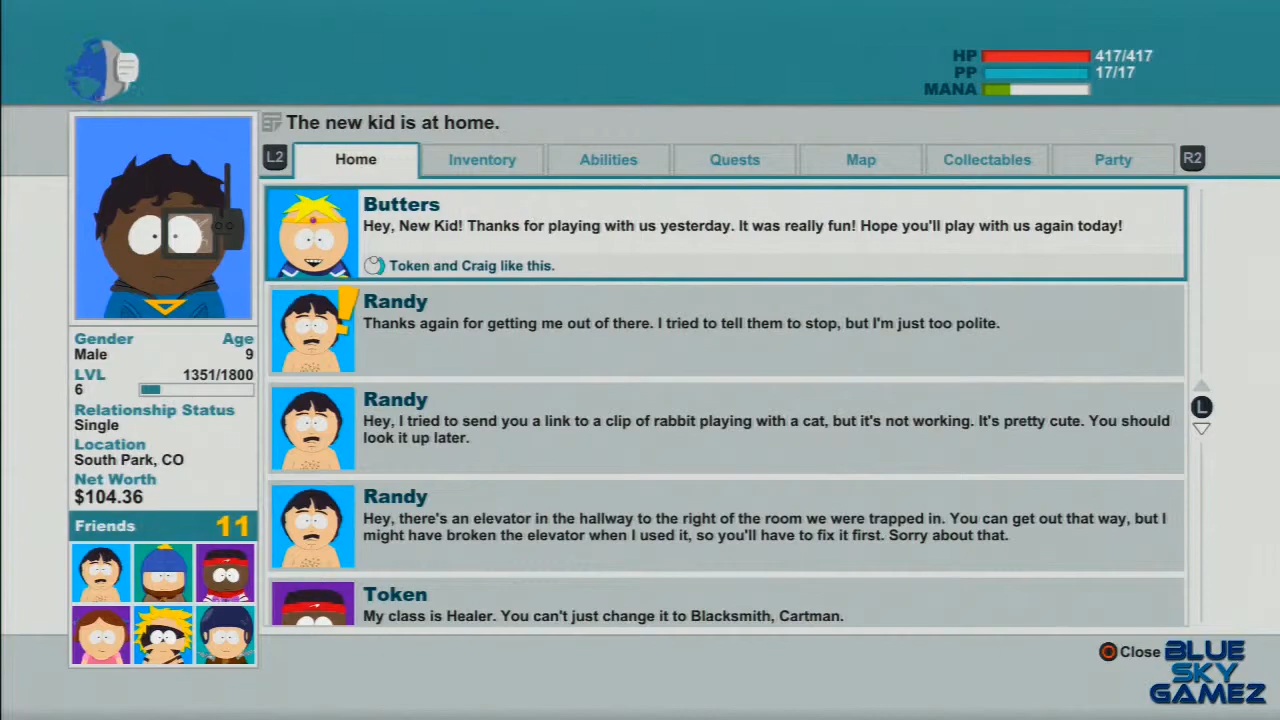 HP 417/417
PP 17/17
MANA
The new kid is at home.
L2 Home Inventory Abilities Quests Map Collectables Party R2
Gender Age
Male 9
LVL 1351/1800
6
Relationship Status
Single
Location
South Park, CO
Net Worth
$104.36
Friends 11
Butters
Hey, New Kid! Thanks for playing with us yesterday. It was really fun! Hope you'll play with us again today!
Token and Craig like this.
Randy
Thanks again for getting me out of there. I tried to tell them to stop, but I'm just too polite.
Randy
Hey, I tried to send you a link to a clip of rabbit playing with a cat, but it's not working. It's pretty cute. You should
look it up later.
L
Randy
Hey, there's an elevator in the hallway to the right of the room we were trapped in. You can get out that way, but I
might have broken the elevator when I used it, so you'll have to fix it first. Sorry about that.
Token
My class is Healer. You can't just change it to Blacksmith, Cartman.
Close
BLUE
SKY
GAMEZ